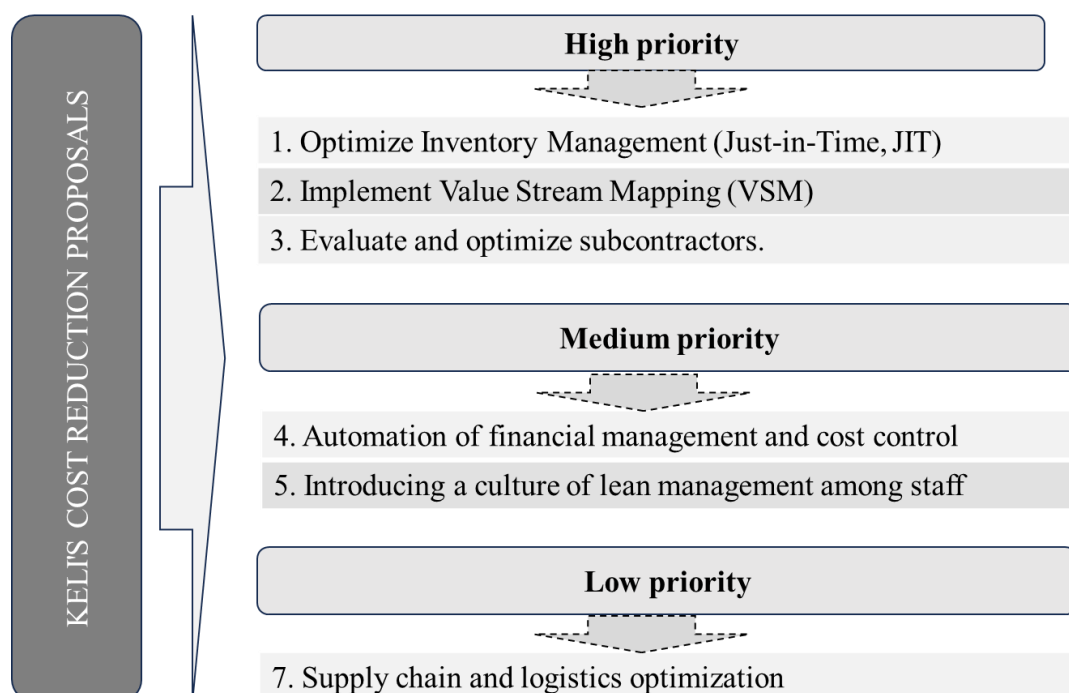 KELI'S COST REDUCTION PROPOSALS
High priority
1. Optimize Inventory Management (Just-in-Time, JIT)
2. Implement Value Stream Mapping (VSM)
3. Evaluate and optimize subcontractors.
Medium priority
4. Automation of financial management and cost control
5. Introducing a culture of lean management among staff
Low priority
7. Supply chain and logistics optimization